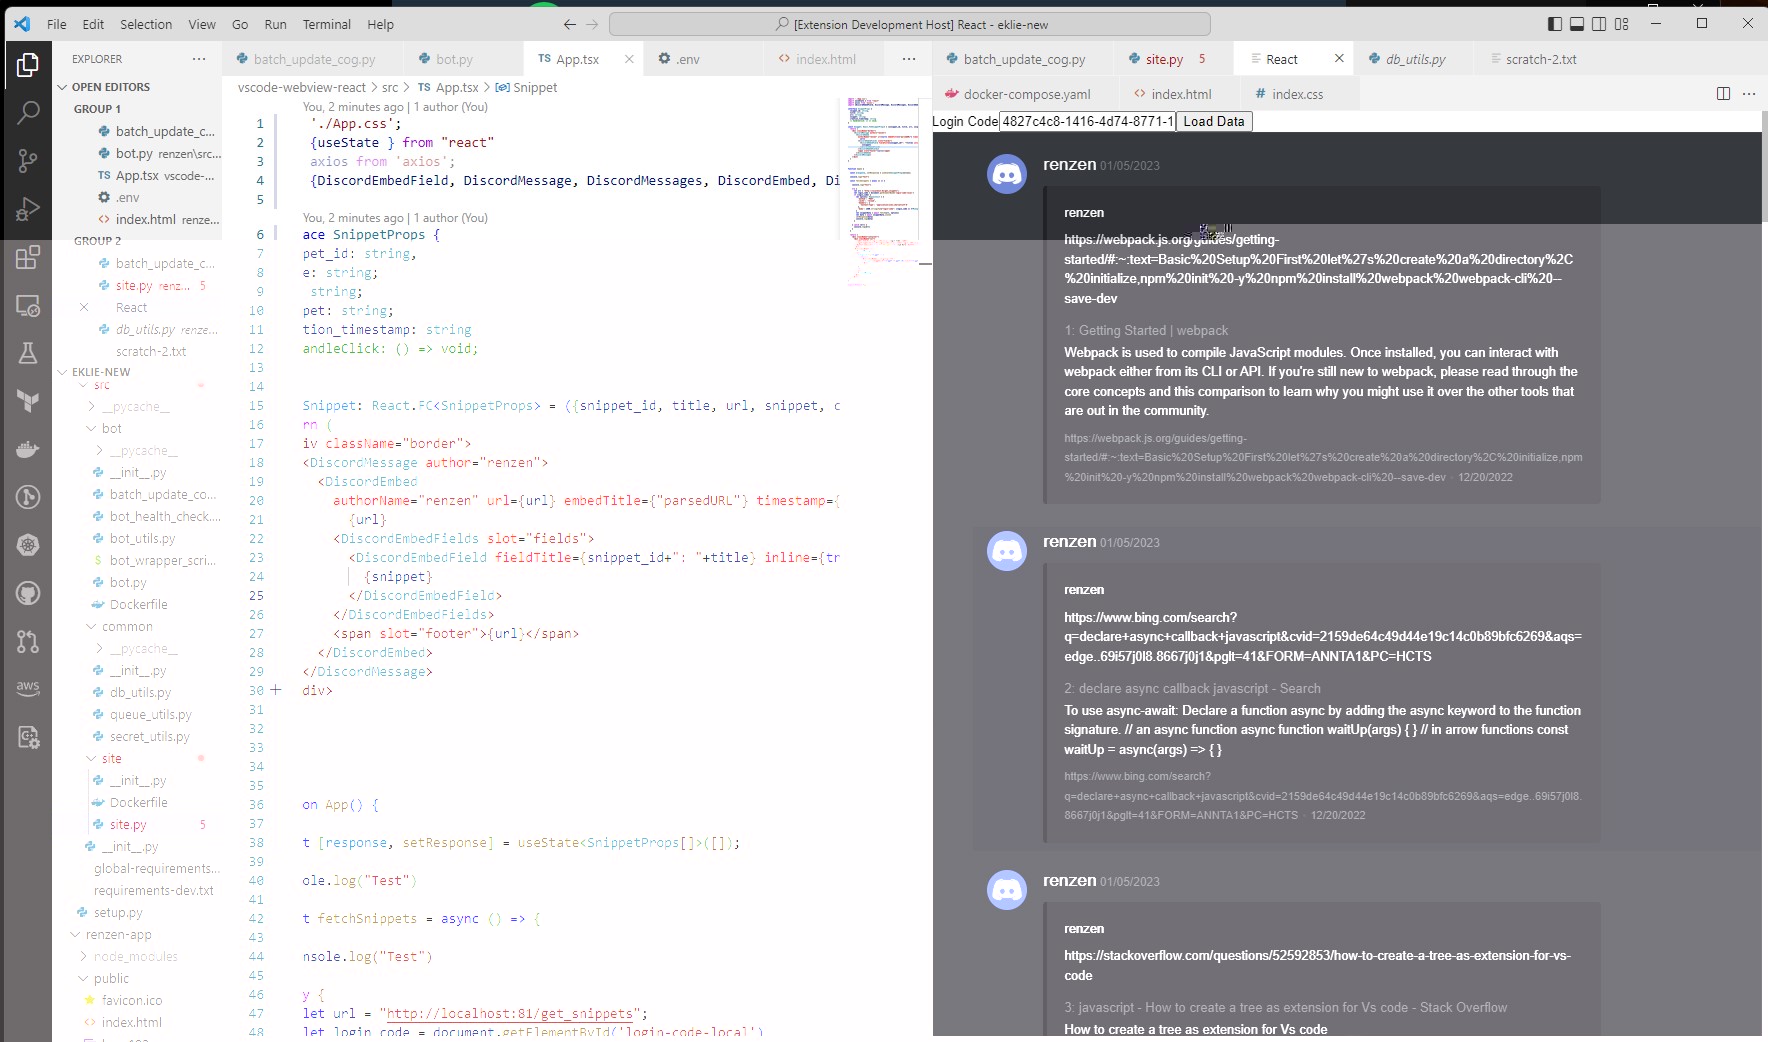 File Edit Selection View Go Run Terminal Help
[Extension Development Host] React - eklie-new
EXPLORER
OPEN EDITORS
GROUP 1
batch_update_c...
bot.py renzen\src...
App.tsx vscode-...
.env
index.html renze...
GROUP 2
batch_update_c...
site.py renz... 5
React
db_utils.py renze...
scratch-2.txt
EKLIE-NEW
src
__pycache__
bot
__pycache__
__init__.py
batch_update_co...
bot_health_check....
bot_utils.py
bot_wrapper_scri...
bot.py
Dockerfile
common
__pycache__
__init__.py
db_utils.py
queue_utils.py
secret_utils.py
site
__init__.py
Dockerfile
site.py 5
__init__.py
global-requirements...
requirements-dev.txt
setup.py
renzen-app
node_modules
public
favicon.ico
index.html
aws
batch_update_cog.py bot.py App.tsx .env index.html
vscode-webview-react > src > App.tsx > Snippet
You, 2 minutes ago | 1 author (You)
1 './App.css';
2 {useState } from "react"
3 axios from 'axios';
4 {DiscordEmbedField, DiscordMessage, DiscordMessages, DiscordEmbed, Di
5
You, 2 minutes ago | 1 author (You)
6 ace SnippetProps {
7 pet_id: string,
8 e: string;
9 string;
10 pet: string;
11 tion_timestamp: string
12 andleClick: () => void;
13
14
15 Snippet: React.FC<SnippetProps> = ({snippet_id, title, url, snippet, c
16 rn (
17 iv className="border">
18 <DiscordMessage author="renzen">
19 <DiscordEmbed
20 authorName="renzen" url={url} embedTitle={"parsedURL"} timestamp={
21 {url}
22 <DiscordEmbedFields slot="fields">
23 <DiscordEmbedField fieldTitle={snippet_id+": "+title} inline={tr
24 {snippet}
25 </DiscordEmbedField>
26 </DiscordEmbedFields>
27 <span slot="footer">{url}</span>
28 </DiscordEmbed>
29 </DiscordMessage>
30 div>
31
32
33
34
35
36 on App() {
37
38 t [response, setResponse] = useState<SnippetProps[]>([]);
39
40 ole.log("Test")
41
42 t fetchSnippets = async () => {
43
44 nsole.log("Test")
45
46 y {
47 let url = "http://localhost:81/get_snippets";
48 let login_code = document.getElementById('login-code-local')
batch_update_cog.py site.py 5 React db_utils.py scratch-2.txt
docker-compose.yaml index.html index.css
Login Code 4827c4c8-1416-4d74-8771-1 Load Data
renzen 01/05/2023
renzen
https://webpack.js.org/guides/getting-
started/#:~:text=Basic%20Setup%20First%20let%27s%20create%20a%20directory%2C
%20initialize,npm%20init%20-y%20npm%20install%20webpack%20webpack-cli%20--
save-dev
1: Getting Started | webpack
Webpack is used to compile JavaScript modules. Once installed, you can interact with
webpack either from its CLI or API. If you're still new to webpack, please read through the
core concepts and this comparison to learn why you might use it over the other tools that
are out in the community.
https://webpack.js.org/guides/getting-
started/#:~:text=Basic%20Setup%20First%20let%27s%20create%20a%20directory%2C%20initialize,npm
%20init%20-y%20npm%20install%20webpack%20webpack-cli%20--save-dev · 12/20/2022
renzen 01/05/2023
renzen
https://www.bing.com/search?
q=declare+async+callback+javascript&cvid=2159de64c49d44e19c14c0b89bfc6269&aqs=
edge..69i57j0l8.8667j0j1&pglt=41&FORM=ANNTA1&PC=HCTS
2: declare async callback javascript - Search
To use async-await: Declare a function async by adding the async keyword to the function
signature. // an async function async function waitUp(args) { } // in arrow functions const
waitUp = async(args) => { }
https://www.bing.com/search?
q=declare+async+callback+javascript&cvid=2159de64c49d44e19c14c0b89bfc6269&aqs=edge..69i57j0l8.
8667j0j1&pglt=41&FORM=ANNTA1&PC=HCTS · 12/20/2022
renzen 01/05/2023
renzen
https://stackoverflow.com/questions/52592853/how-to-create-a-tree-as-extension-for-vs-
code
3: javascript - How to create a tree as extension for Vs code - Stack Overflow
How to create a tree as extension for Vs code